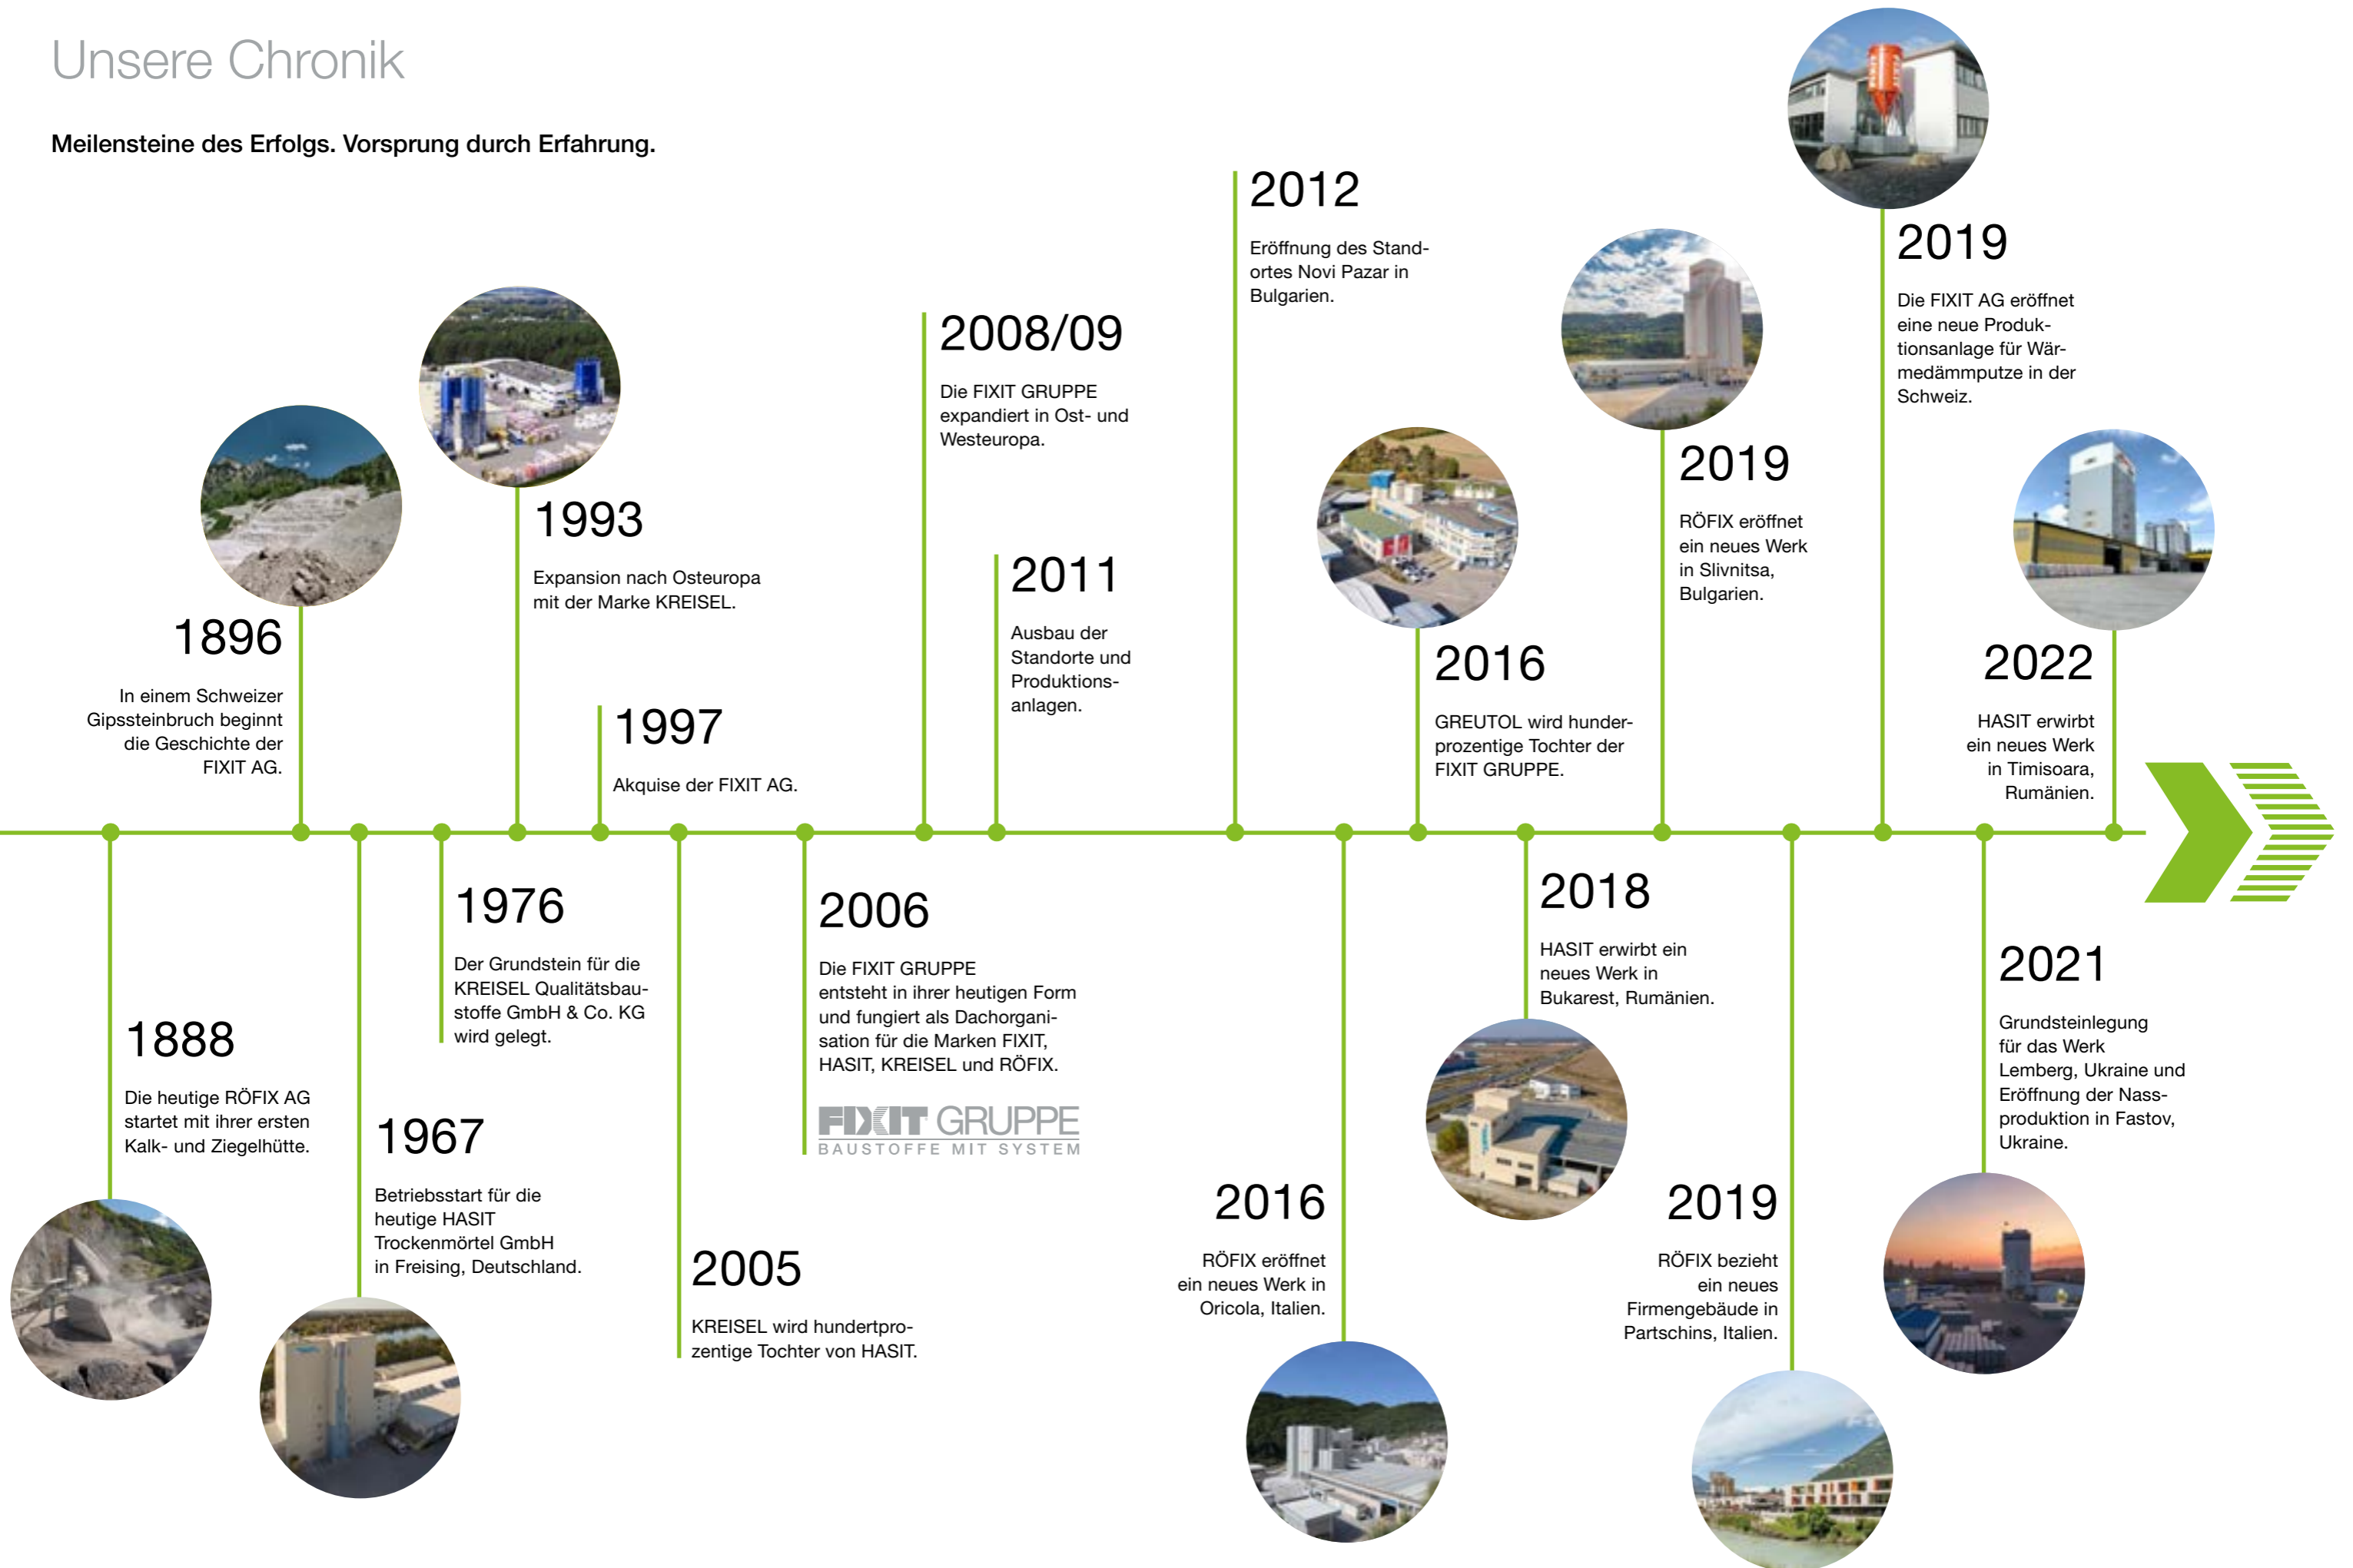 Unsere Chronik
Meilensteine des Erfolgs. Vorsprung durch Erfahrung.
1888
Die heutige RÖFIX AG
startet mit ihrer ersten
Kalk- und Ziegelhütte.
1896
In einem Schweizer
Gipssteinbruch beginnt
die Geschichte der
FIXIT AG.
1967
Betriebsstart für die
heutige HASIT
Trockenmörtel GmbH
in Freising, Deutschland.
1976
Der Grundstein für die
KREISEL Qualitätsbau-
stoffe GmbH & Co. KG
wird gelegt.
1993
Expansion nach Osteuropa
mit der Marke KREISEL.
1997
Akquise der FIXIT AG.
2005
KREISEL wird hundertpro-
zentige Tochter von HASIT.
2006
Die FIXIT GRUPPE
entsteht in ihrer heutigen Form
und fungiert als Dachorgani-
sation für die Marken FIXIT,
HASIT, KREISEL und RÖFIX.
FIXIT GRUPPE
BAUSTOFFE MIT SYSTEM
2008/09
Die FIXIT GRUPPE
expandiert in Ost- und
Westeuropa.
2011
Ausbau der
Standorte und
Produktions-
anlagen.
2012
Eröffnung des Stand-
ortes Novi Pazar in
Bulgarien.
2016
RÖFIX eröffnet
ein neues Werk in
Oricola, Italien.
2016
GREUTOL wird hunder-
prozentige Tochter der
FIXIT GRUPPE.
2018
HASIT erwirbt ein
neues Werk in
Bukarest, Rumänien.
2019
RÖFIX eröffnet
ein neues Werk
in Slivnitsa,
Bulgarien.
2019
RÖFIX bezieht
ein neues
Firmengebäude in
Partschins, Italien.
2019
Die FIXIT AG eröffnet
eine neue Produk-
tionsanlage für Wär-
medämmputze in der
Schweiz.
2021
Grundsteinlegung
für das Werk
Lemberg, Ukraine und
Eröffnung der Nass-
produktion in Fastov,
Ukraine.
2022
HASIT erwirbt
ein neues Werk
in Timisoara,
Rumänien.